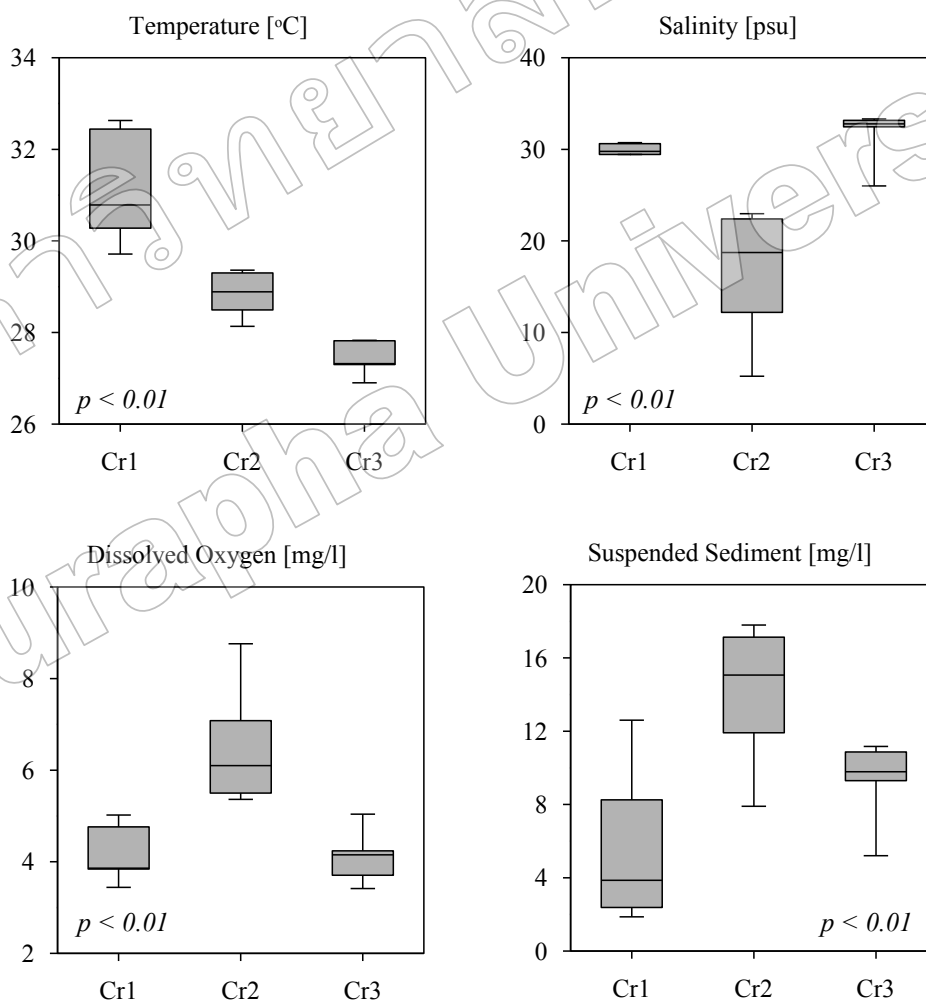 Temperature [°C]
34
32
30
28
26
p < 0.01
Cr1 Cr2 Cr3
Salinity [psu]
40
30
20
10
0
p < 0.01
Cr1 Cr2 Cr3
Dissolved Oxygen [mg/l]
10
8
6
4
2
p < 0.01
Cr1 Cr2 Cr3
Suspended Sediment [mg/l]
20
16
12
8
4
0
p < 0.01
Cr1 Cr2 Cr3